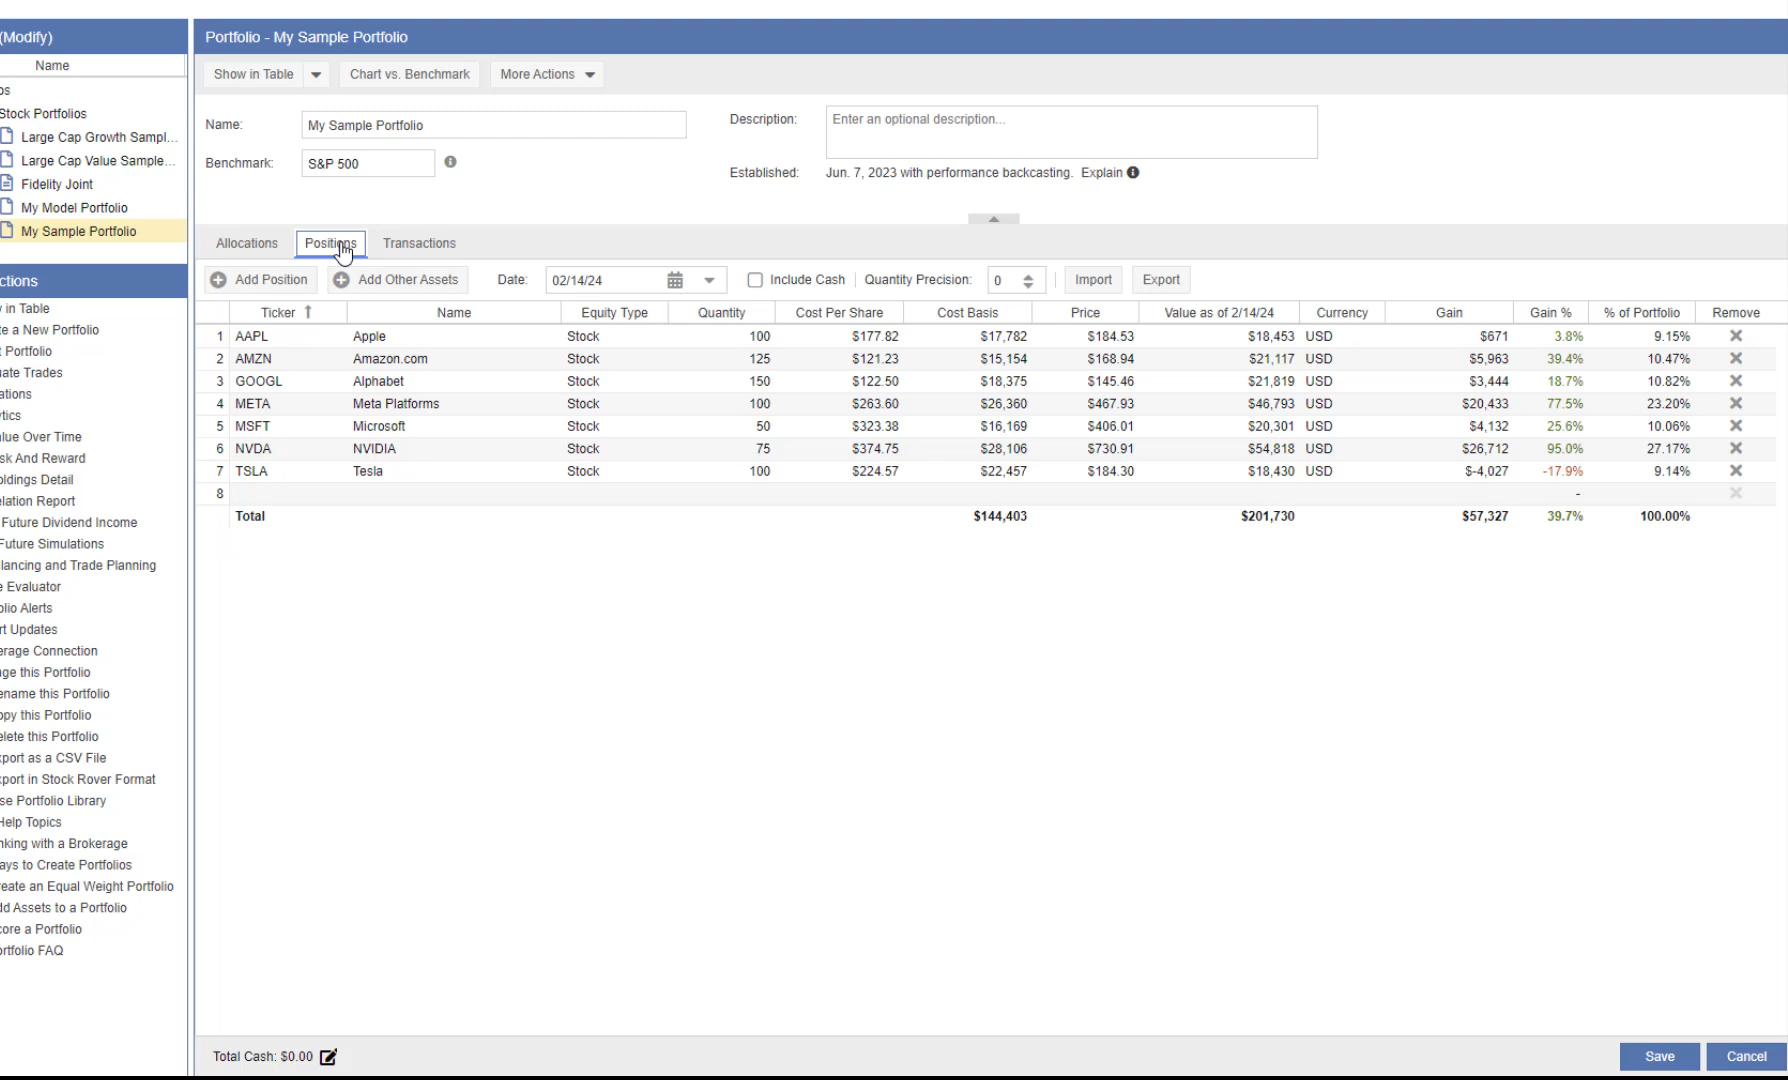 (Modify)
Name
Stock Portfolios
Large Cap Growth Sampl...
Large Cap Value Sample...
Fidelity Joint
My Model Portfolio
My Sample Portfolio
Portfolio - My Sample Portfolio
Show in Table
Chart vs. Benchmark
More Actions
Name:
My Sample Portfolio
Benchmark:
S&P 500
Description:
Enter an optional description...
Established:
Jun. 7, 2023 with performance backcasting. Explain
Allocations Positions Transactions
Add Position Add Other Assets Date: 02/14/24 Include Cash Quantity Precision: 0 Import Export
Ticker Name Equity Type Quantity Cost Per Share Cost Basis Price Value as of 2/14/24 Currency Gain Gain % % of Portfolio Remove
1 AAPL Apple Stock 100 $177.82 $17,782 $184.53 $18,453 USD $671 3.8% 9.15%
2 AMZN Amazon.com Stock 125 $121.23 $15,154 $168.94 $21,117 USD $5,963 39.4% 10.47%
3 GOOGL Alphabet Stock 150 $122.50 $18,375 $145.46 $21,819 USD $3,444 18.7% 10.82%
4 META Meta Platforms Stock 100 $263.60 $26,360 $467.93 $46,793 USD $20,433 77.5% 23.20%
5 MSFT Microsoft Stock 50 $323.38 $16,169 $406.01 $20,301 USD $4,132 25.6% 10.06%
6 NVDA NVIDIA Stock 75 $374.75 $28,106 $730.91 $54,818 USD $26,712 95.0% 27.17%
7 TSLA Tesla Stock 100 $224.57 $22,457 $184.30 $18,430 USD $-4,027 -17.9% 9.14%
8 -
Total $144,403 $201,730 $57,327 39.7% 100.00%
ctions
in Table
te a New Portfolio
t Portfolio
uate Trades
ations
tics
alue Over Time
sk And Reward
oldings Detail
elation Report
Future Dividend Income
Future Simulations
lancing and Trade Planning
e Evaluator
olio Alerts
rt Updates
erage Connection
ge this Portfolio
ename this Portfolio
opy this Portfolio
elete this Portfolio
xport as a CSV File
xport in Stock Rover Format
se Portfolio Library
Help Topics
nking with a Brokerage
ays to Create Portfolios
reate an Equal Weight Portfolio
dd Assets to a Portfolio
core a Portfolio
ortfolio FAQ
Total Cash: $0.00
Save
Cancel